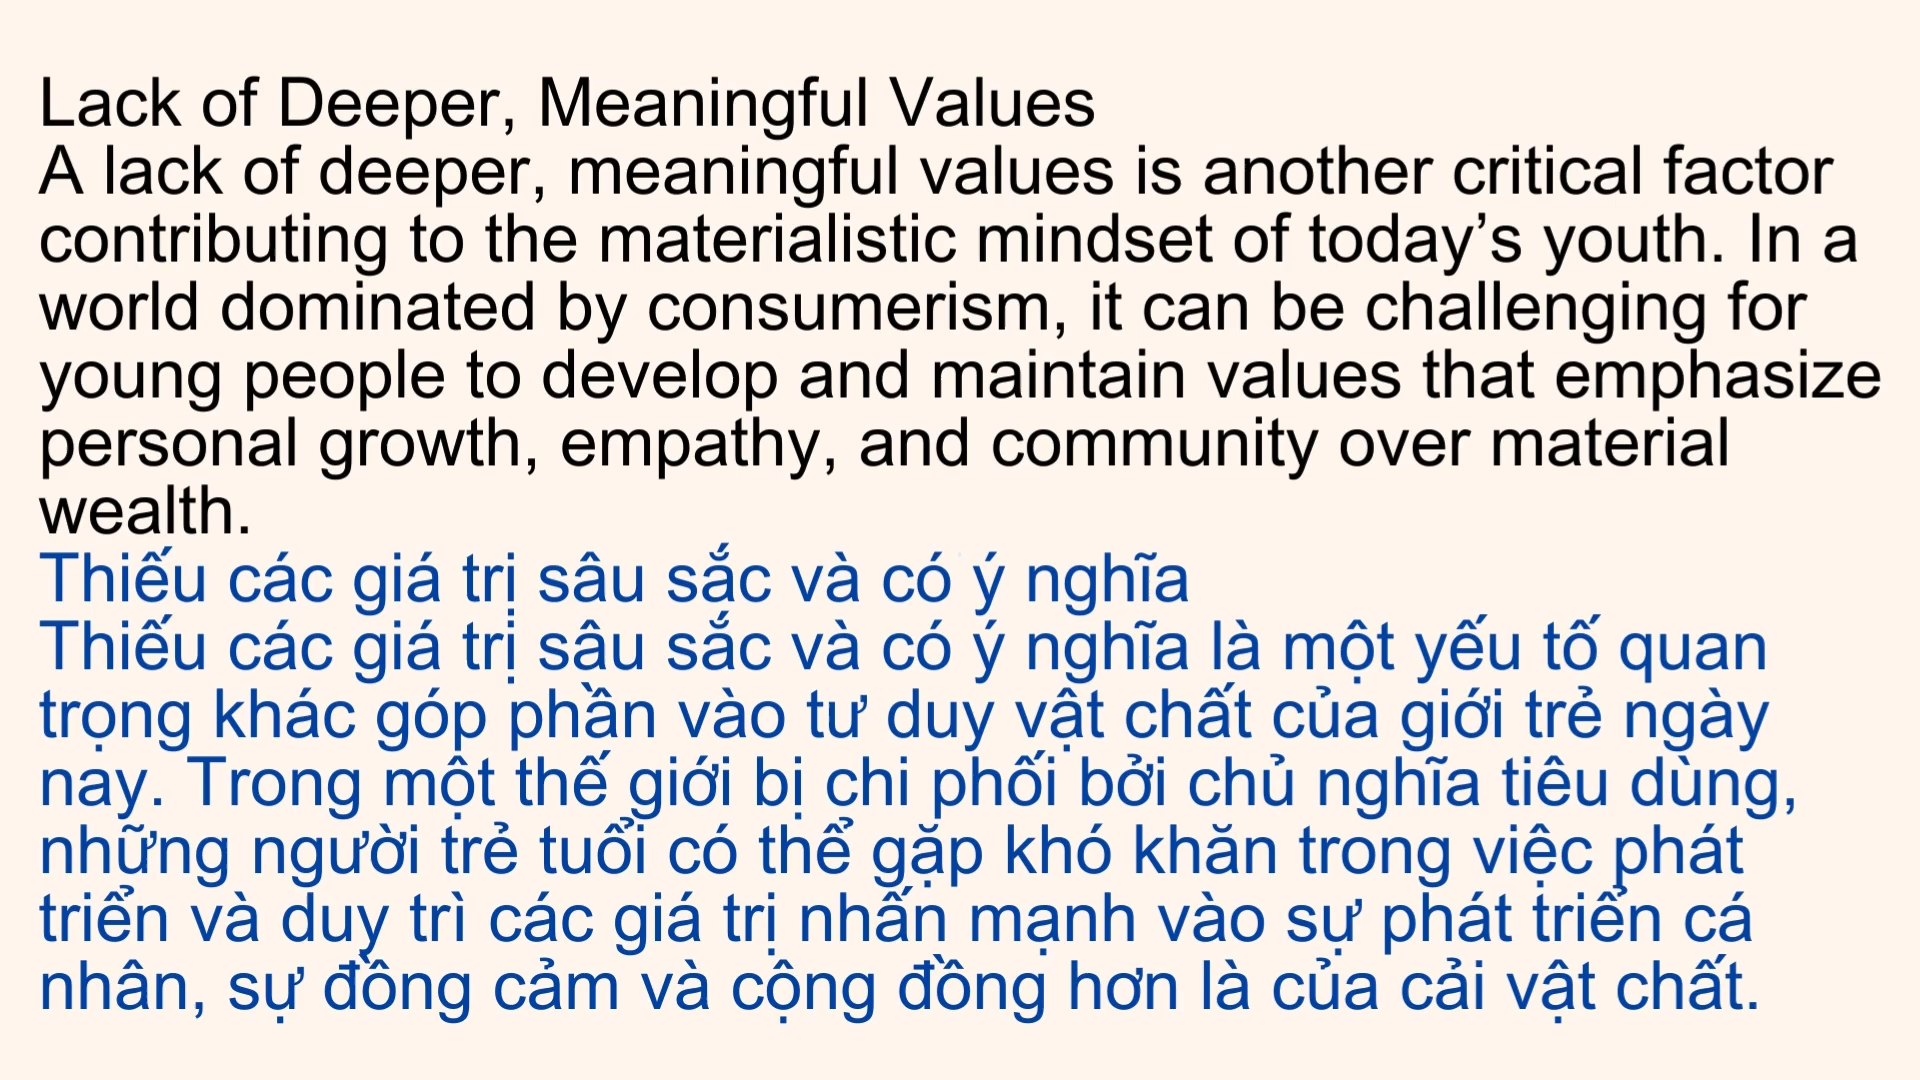 Lack of Deeper, Meaningful Values
A lack of deeper, meaningful values is another critical factor
contributing to the materialistic mindset of today’s youth. In a
world dominated by consumerism, it can be challenging for
young people to develop and maintain values that emphasize
personal growth, empathy, and community over material
wealth.
Thiếu các giá trị sâu sắc và có ý nghĩa
Thiếu các giá trị sâu sắc và có ý nghĩa là một yếu tố quan
trọng khác góp phần vào tư duy vật chất của giới trẻ ngày
nay. Trong một thế giới bị chi phối bởi chủ nghĩa tiêu dùng,
những người trẻ tuổi có thể gặp khó khăn trong việc phát
triển và duy trì các giá trị nhấn mạnh vào sự phát triển cá
nhân, sự đồng cảm và cộng đồng hơn là của cải vật chất.